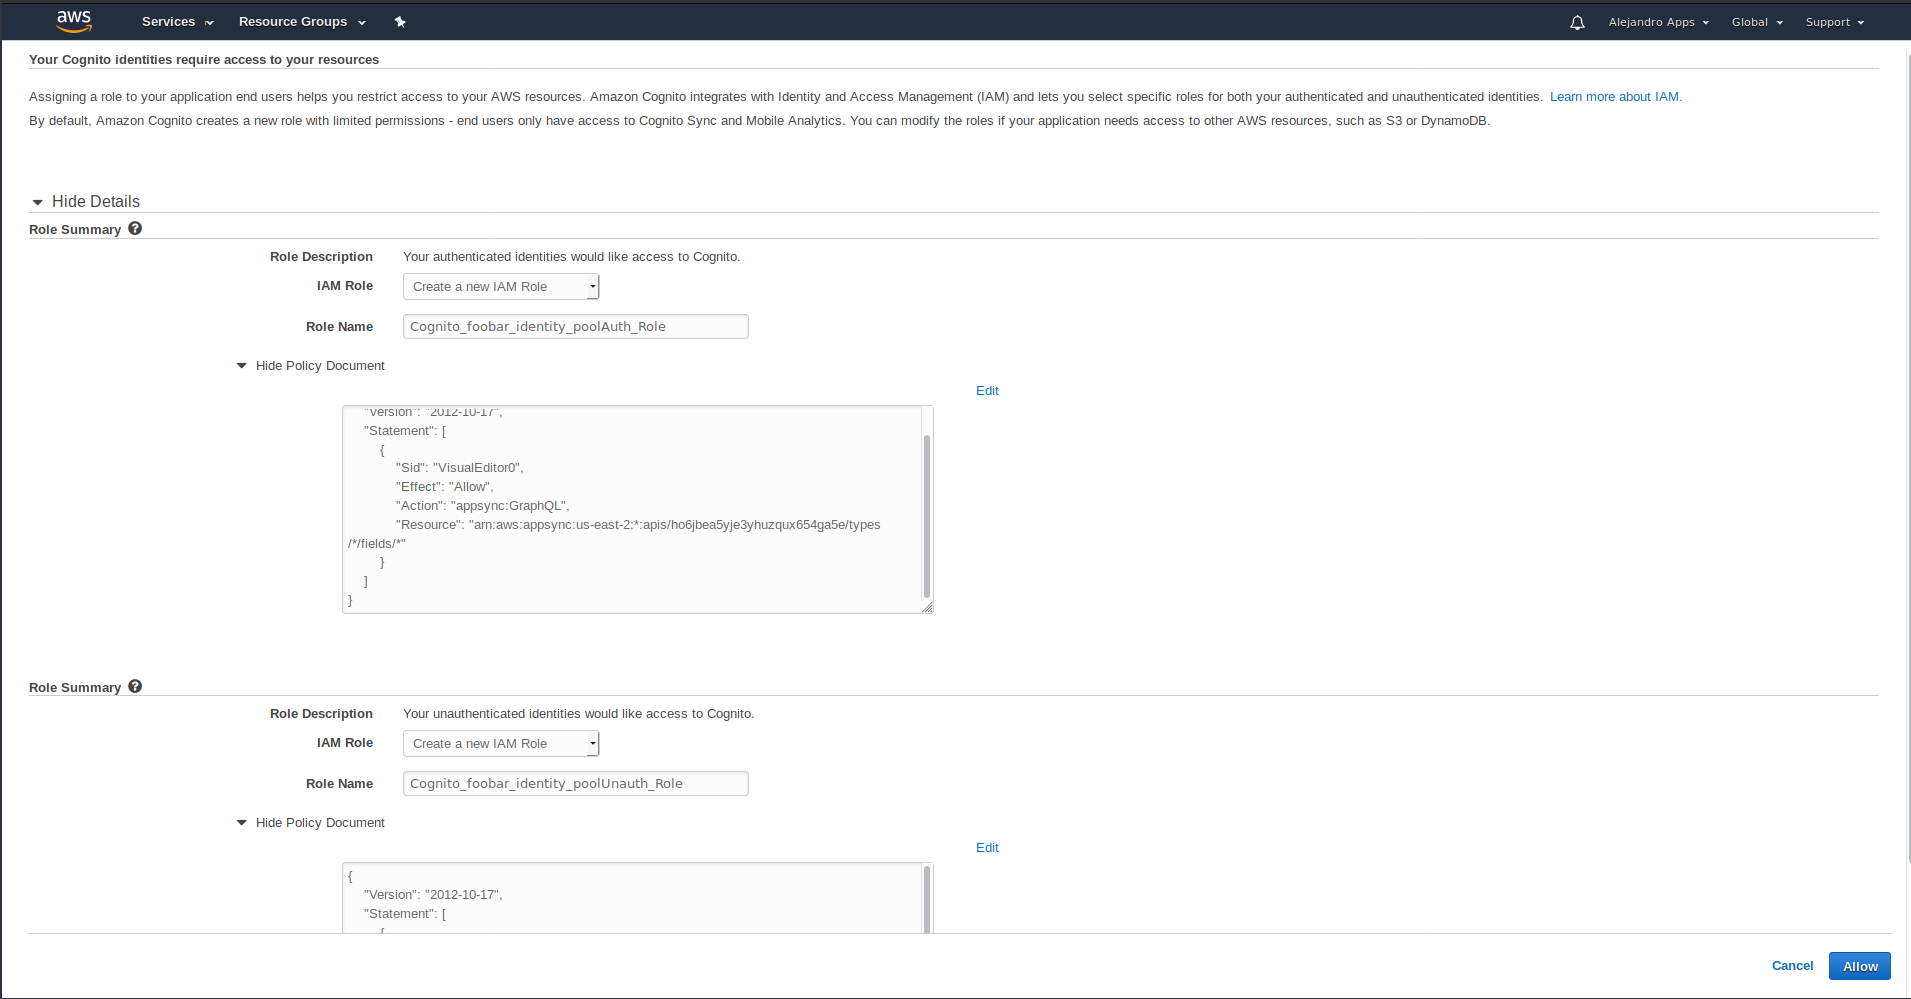 aws Services Resource Groups Alejandro Apps Global Support
Your Cognito identities require access to your resources
Assigning a role to your application end users helps you restrict access to your AWS resources. Amazon Cognito integrates with Identity and Access Management (IAM) and lets you select specific roles for both your authenticated and unauthenticated identities. Learn more about IAM.
By default, Amazon Cognito creates a new role with limited permissions - end users only have access to Cognito Sync and Mobile Analytics. You can modify the roles if your application needs access to other AWS resources, such as S3 or DynamoDB.
Hide Details
Role Summary ?
Role Description Your authenticated identities would like access to Cognito.
IAM Role Create a new IAM Role
Role Name Cognito_foobar_identity_poolAuth_Role
Hide Policy Document
Edit
"Version": "2012-10-17",
"Statement": [
{
"Sid": "VisualEditor0",
"Effect": "Allow",
"Action": "appsync:GraphQL",
"Resource": "arn:aws:appsync:us-east-2:*:apis/ho6jbea5yje3yhuzqux654ga5e/types
/*/fields/*"
}
]
}
Role Summary ?
Role Description Your unauthenticated identities would like access to Cognito.
IAM Role Create a new IAM Role
Role Name Cognito_foobar_identity_poolUnauth_Role
Hide Policy Document
Edit
{
"Version": "2012-10-17",
"Statement": [
{
Cancel Allow